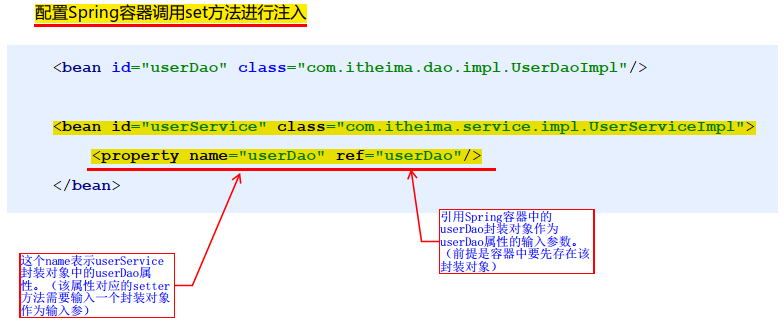 配置Spring容器调用set方法进行注入
<bean id="userDao" class="com.itheima.dao.impl.UserDaoImpl"/>
<bean id="userService" class="com.itheima.service.impl.UserServiceImpl">
<property name="userDao" ref="userDao"/>
</bean>
引用Spring容器中的
userDao封装对象作为
userDao属性的输入参数。
（前提是容器中要先存在该
封装对象）
这个name表示userService
封装对象中的userDao属
性。（该属性对应的setter
方法需要输入一个封装对象
作为输入参）